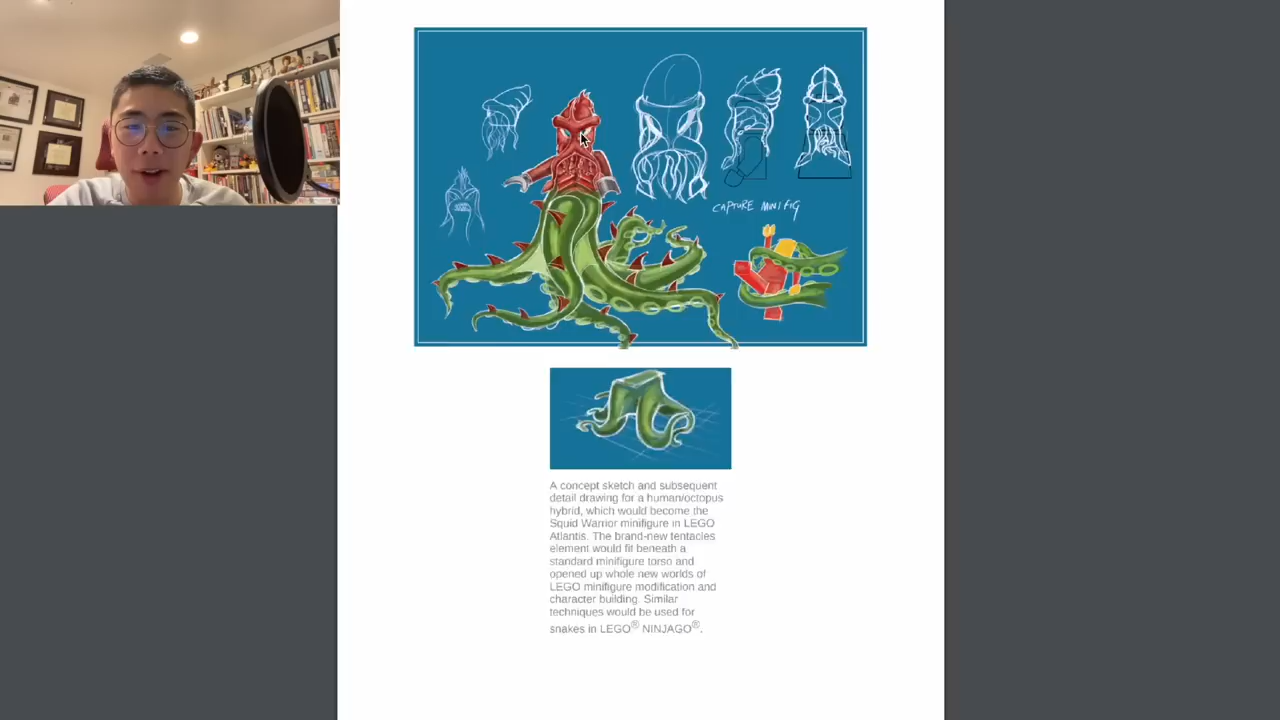 CAPTURE MINIFIG
A concept sketch and subsequent
detail drawing for a human/octopus
hybrid, which would become the
Squid Warrior minifigure in LEGO
Atlantis. The brand-new tentacles
element would fit beneath a
standard minifigure torso and
opened up whole new worlds of
LEGO minifigure modification and
character building. Similar
techniques would be used for
snakes in LEGO® NINJAGO®.